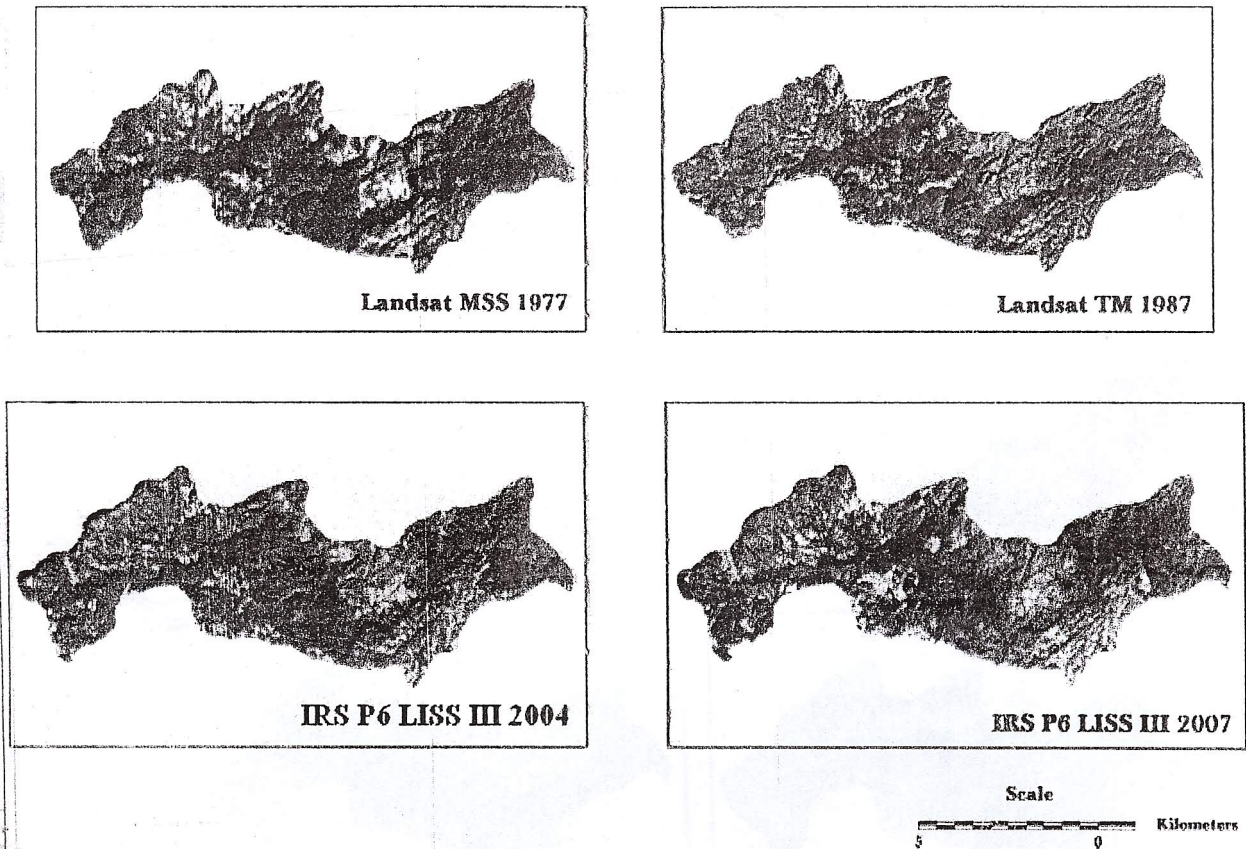 Landsat MSS 1977
Landsat TM 1987
IRS P6 LISS III 2004
IRS P6 LISS III 2007
Scale
Kilometers
5 0